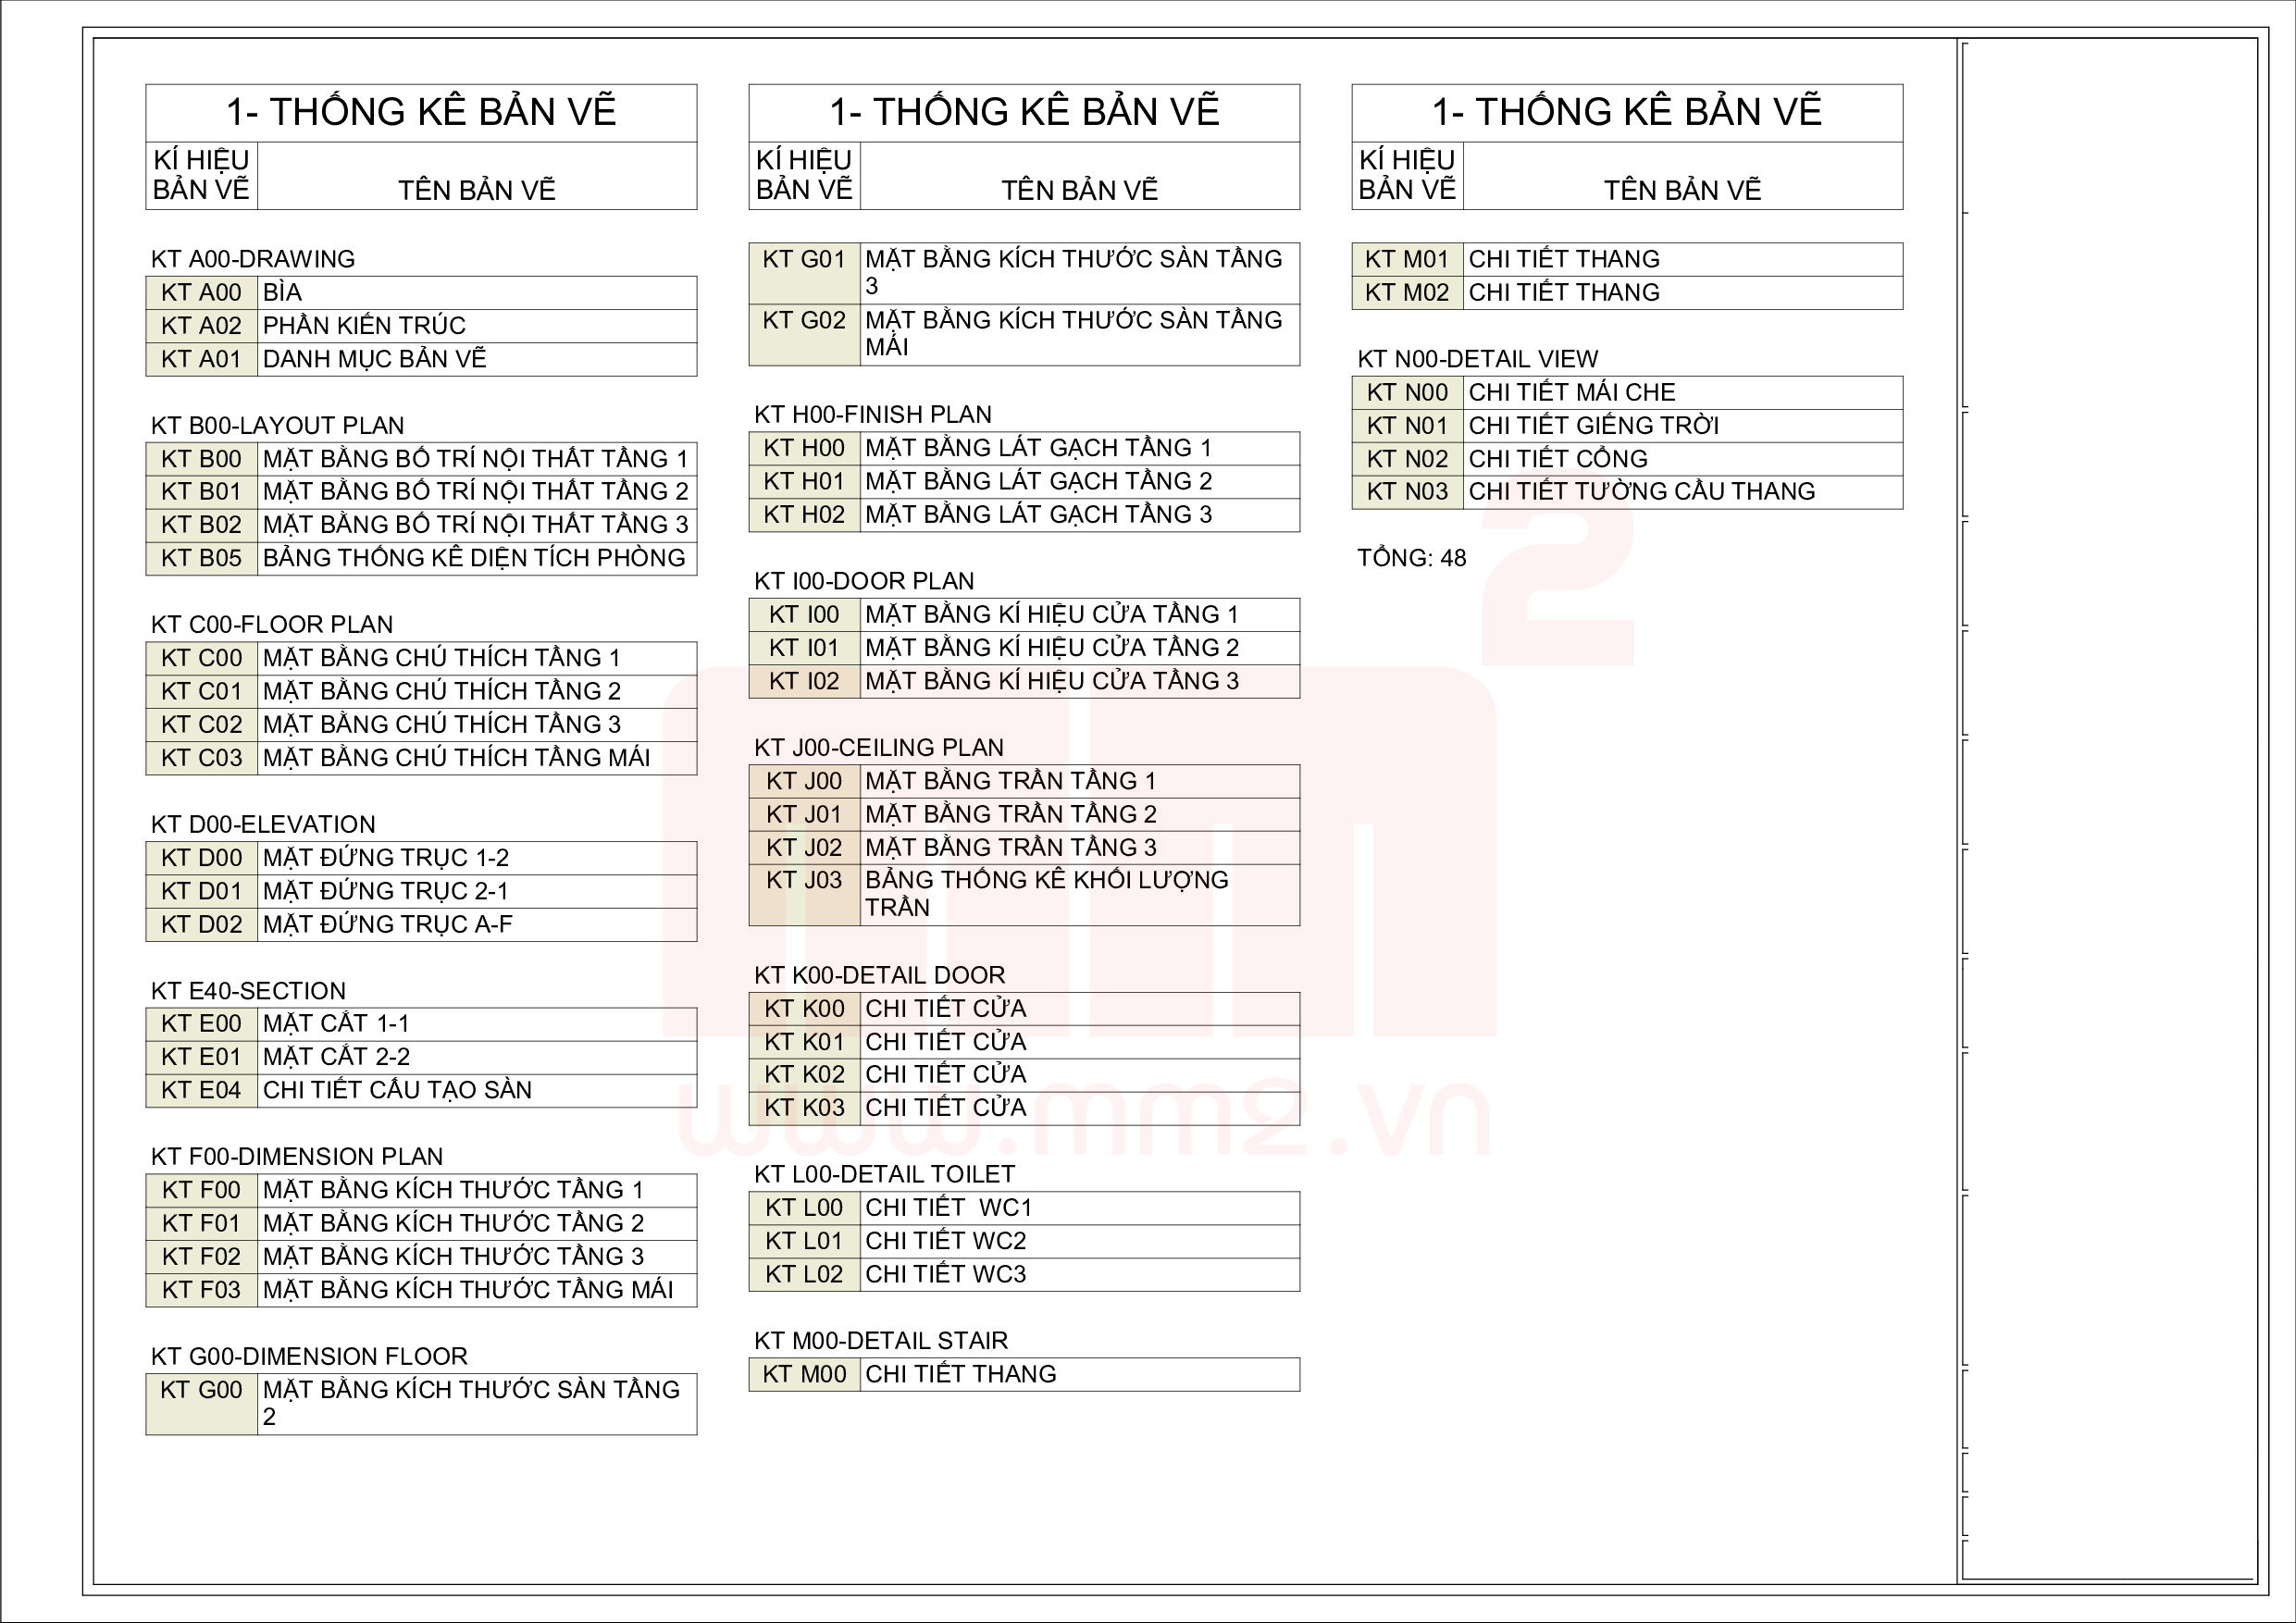 1- THỐNG KÊ BẢN VẼ
KÍ HIỆU
BẢN VẼ TÊN BẢN VẼ
KT A00-DRAWING
KT A00 BÌA
KT A02 PHẦN KIẾN TRÚC
KT A01 DANH MỤC BẢN VẼ
KT B00-LAYOUT PLAN
KT B00 MẶT BẰNG BỐ TRÍ NỘI THẤT TẦNG 1
KT B01 MẶT BẰNG BỐ TRÍ NỘI THẤT TẦNG 2
KT B02 MẶT BẰNG BỐ TRÍ NỘI THẤT TẦNG 3
KT B05 BẢNG THỐNG KÊ DIỆN TÍCH PHÒNG
KT C00-FLOOR PLAN
KT C00 MẶT BẰNG CHÚ THÍCH TẦNG 1
KT C01 MẶT BẰNG CHÚ THÍCH TẦNG 2
KT C02 MẶT BẰNG CHÚ THÍCH TẦNG 3
KT C03 MẶT BẰNG CHÚ THÍCH TẦNG MÁI
KT D00-ELEVATION
KT D00 MẶT ĐỨNG TRỤC 1-2
KT D01 MẶT ĐỨNG TRỤC 2-1
KT D02 MẶT ĐỨNG TRỤC A-F
KT E40-SECTION
KT E00 MẶT CẮT 1-1
KT E01 MẶT CẮT 2-2
KT E04 CHI TIẾT CẤU TẠO SÀN
KT F00-DIMENSION PLAN
KT F00 MẶT BẰNG KÍCH THƯỚC TẦNG 1
KT F01 MẶT BẰNG KÍCH THƯỚC TẦNG 2
KT F02 MẶT BẰNG KÍCH THƯỚC TẦNG 3
KT F03 MẶT BẰNG KÍCH THƯỚC TẦNG MÁI
KT G00-DIMENSION FLOOR
KT G00 MẶT BẰNG KÍCH THƯỚC SÀN TẦNG
2
1- THỐNG KÊ BẢN VẼ
KÍ HIỆU
BẢN VẼ TÊN BẢN VẼ
KT G01 MẶT BẰNG KÍCH THƯỚC SÀN TẦNG
3
KT G02 MẶT BẰNG KÍCH THƯỚC SÀN TẦNG
MÁI
KT H00-FINISH PLAN
KT H00 MẶT BẰNG LÁT GẠCH TẦNG 1
KT H01 MẶT BẰNG LÁT GẠCH TẦNG 2
KT H02 MẶT BẰNG LÁT GẠCH TẦNG 3
KT I00-DOOR PLAN
KT I00 MẶT BẰNG KÍ HIỆU CỬA TẦNG 1
KT I01 MẶT BẰNG KÍ HIỆU CỬA TẦNG 2
KT I02 MẶT BẰNG KÍ HIỆU CỬA TẦNG 3
KT J00-CEILING PLAN
KT J00 MẶT BẰNG TRẦN TẦNG 1
KT J01 MẶT BẰNG TRẦN TẦNG 2
KT J02 MẶT BẰNG TRẦN TẦNG 3
KT J03 BẢNG THỐNG KÊ KHỐI LƯỢNG
TRẦN
KT K00-DETAIL DOOR
KT K00 CHI TIẾT CỬA
KT K01 CHI TIẾT CỬA
KT K02 CHI TIẾT CỬA
KT K03 CHI TIẾT CỬA
KT L00-DETAIL TOILET
KT L00 CHI TIẾT WC1
KT L01 CHI TIẾT WC2
KT L02 CHI TIẾT WC3
KT M00-DETAIL STAIR
KT M00 CHI TIẾT THANG
1- THỐNG KÊ BẢN VẼ
KÍ HIỆU
BẢN VẼ TÊN BẢN VẼ
KT M01 CHI TIẾT THANG
KT M02 CHI TIẾT THANG
KT N00-DETAIL VIEW
KT N00 CHI TIẾT MÁI CHE
KT N01 CHI TIẾT GIẾNG TRỜI
KT N02 CHI TIẾT CỔNG
KT N03 CHI TIẾT TƯỜNG CẦU THANG
TỔNG: 48
m²
www.mm2.vn